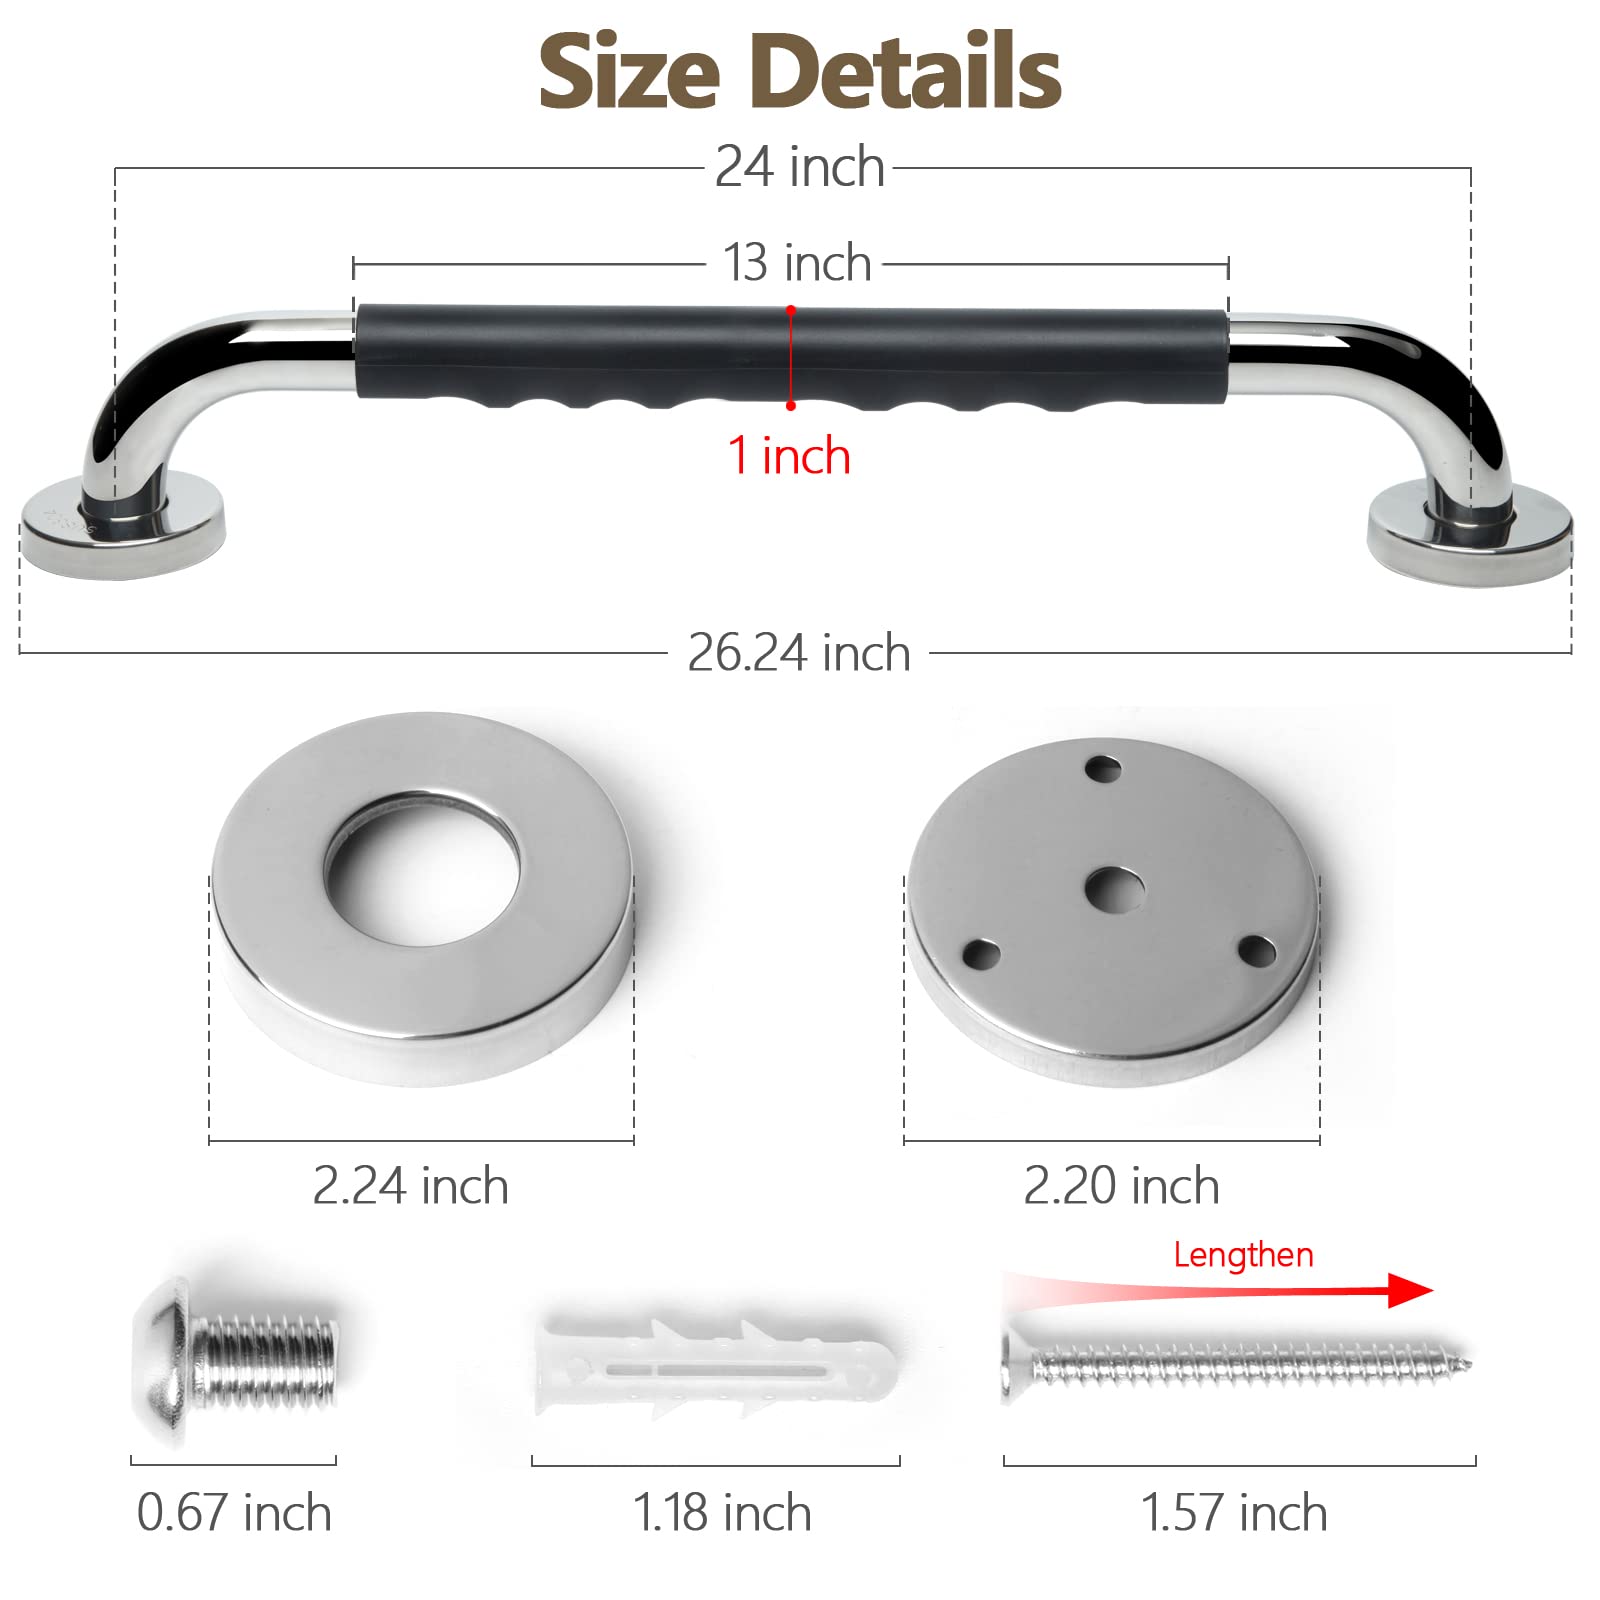 Size Details
24 inch
13 inch
1 inch
26.24 inch
2.24 inch
2.20 inch
Lengthen
0.67 inch
1.18 inch
1.57 inch